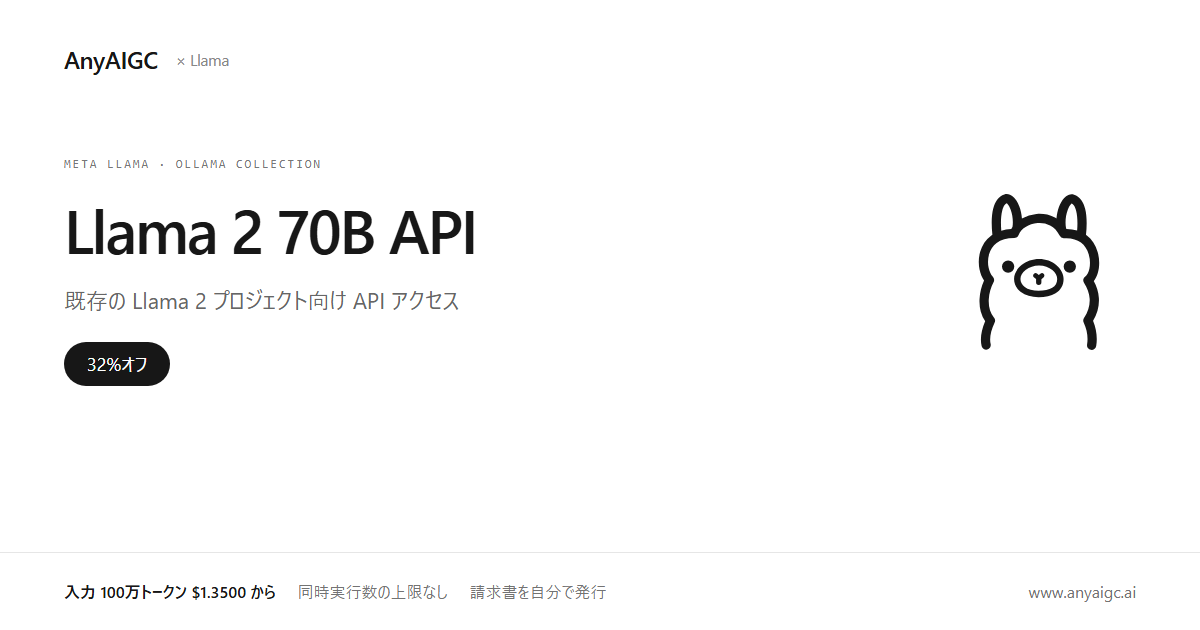 AnyAIGC × Llama
META LLAMA · OLLAMA COLLECTION
Llama 2 70B API
既存の Llama 2 プロジェクト向け API アクセス
32%オフ
入力 100万トークン $1.3500 から 同時実行数の上限なし 請求書を自分で発行 www.anyaigc.ai